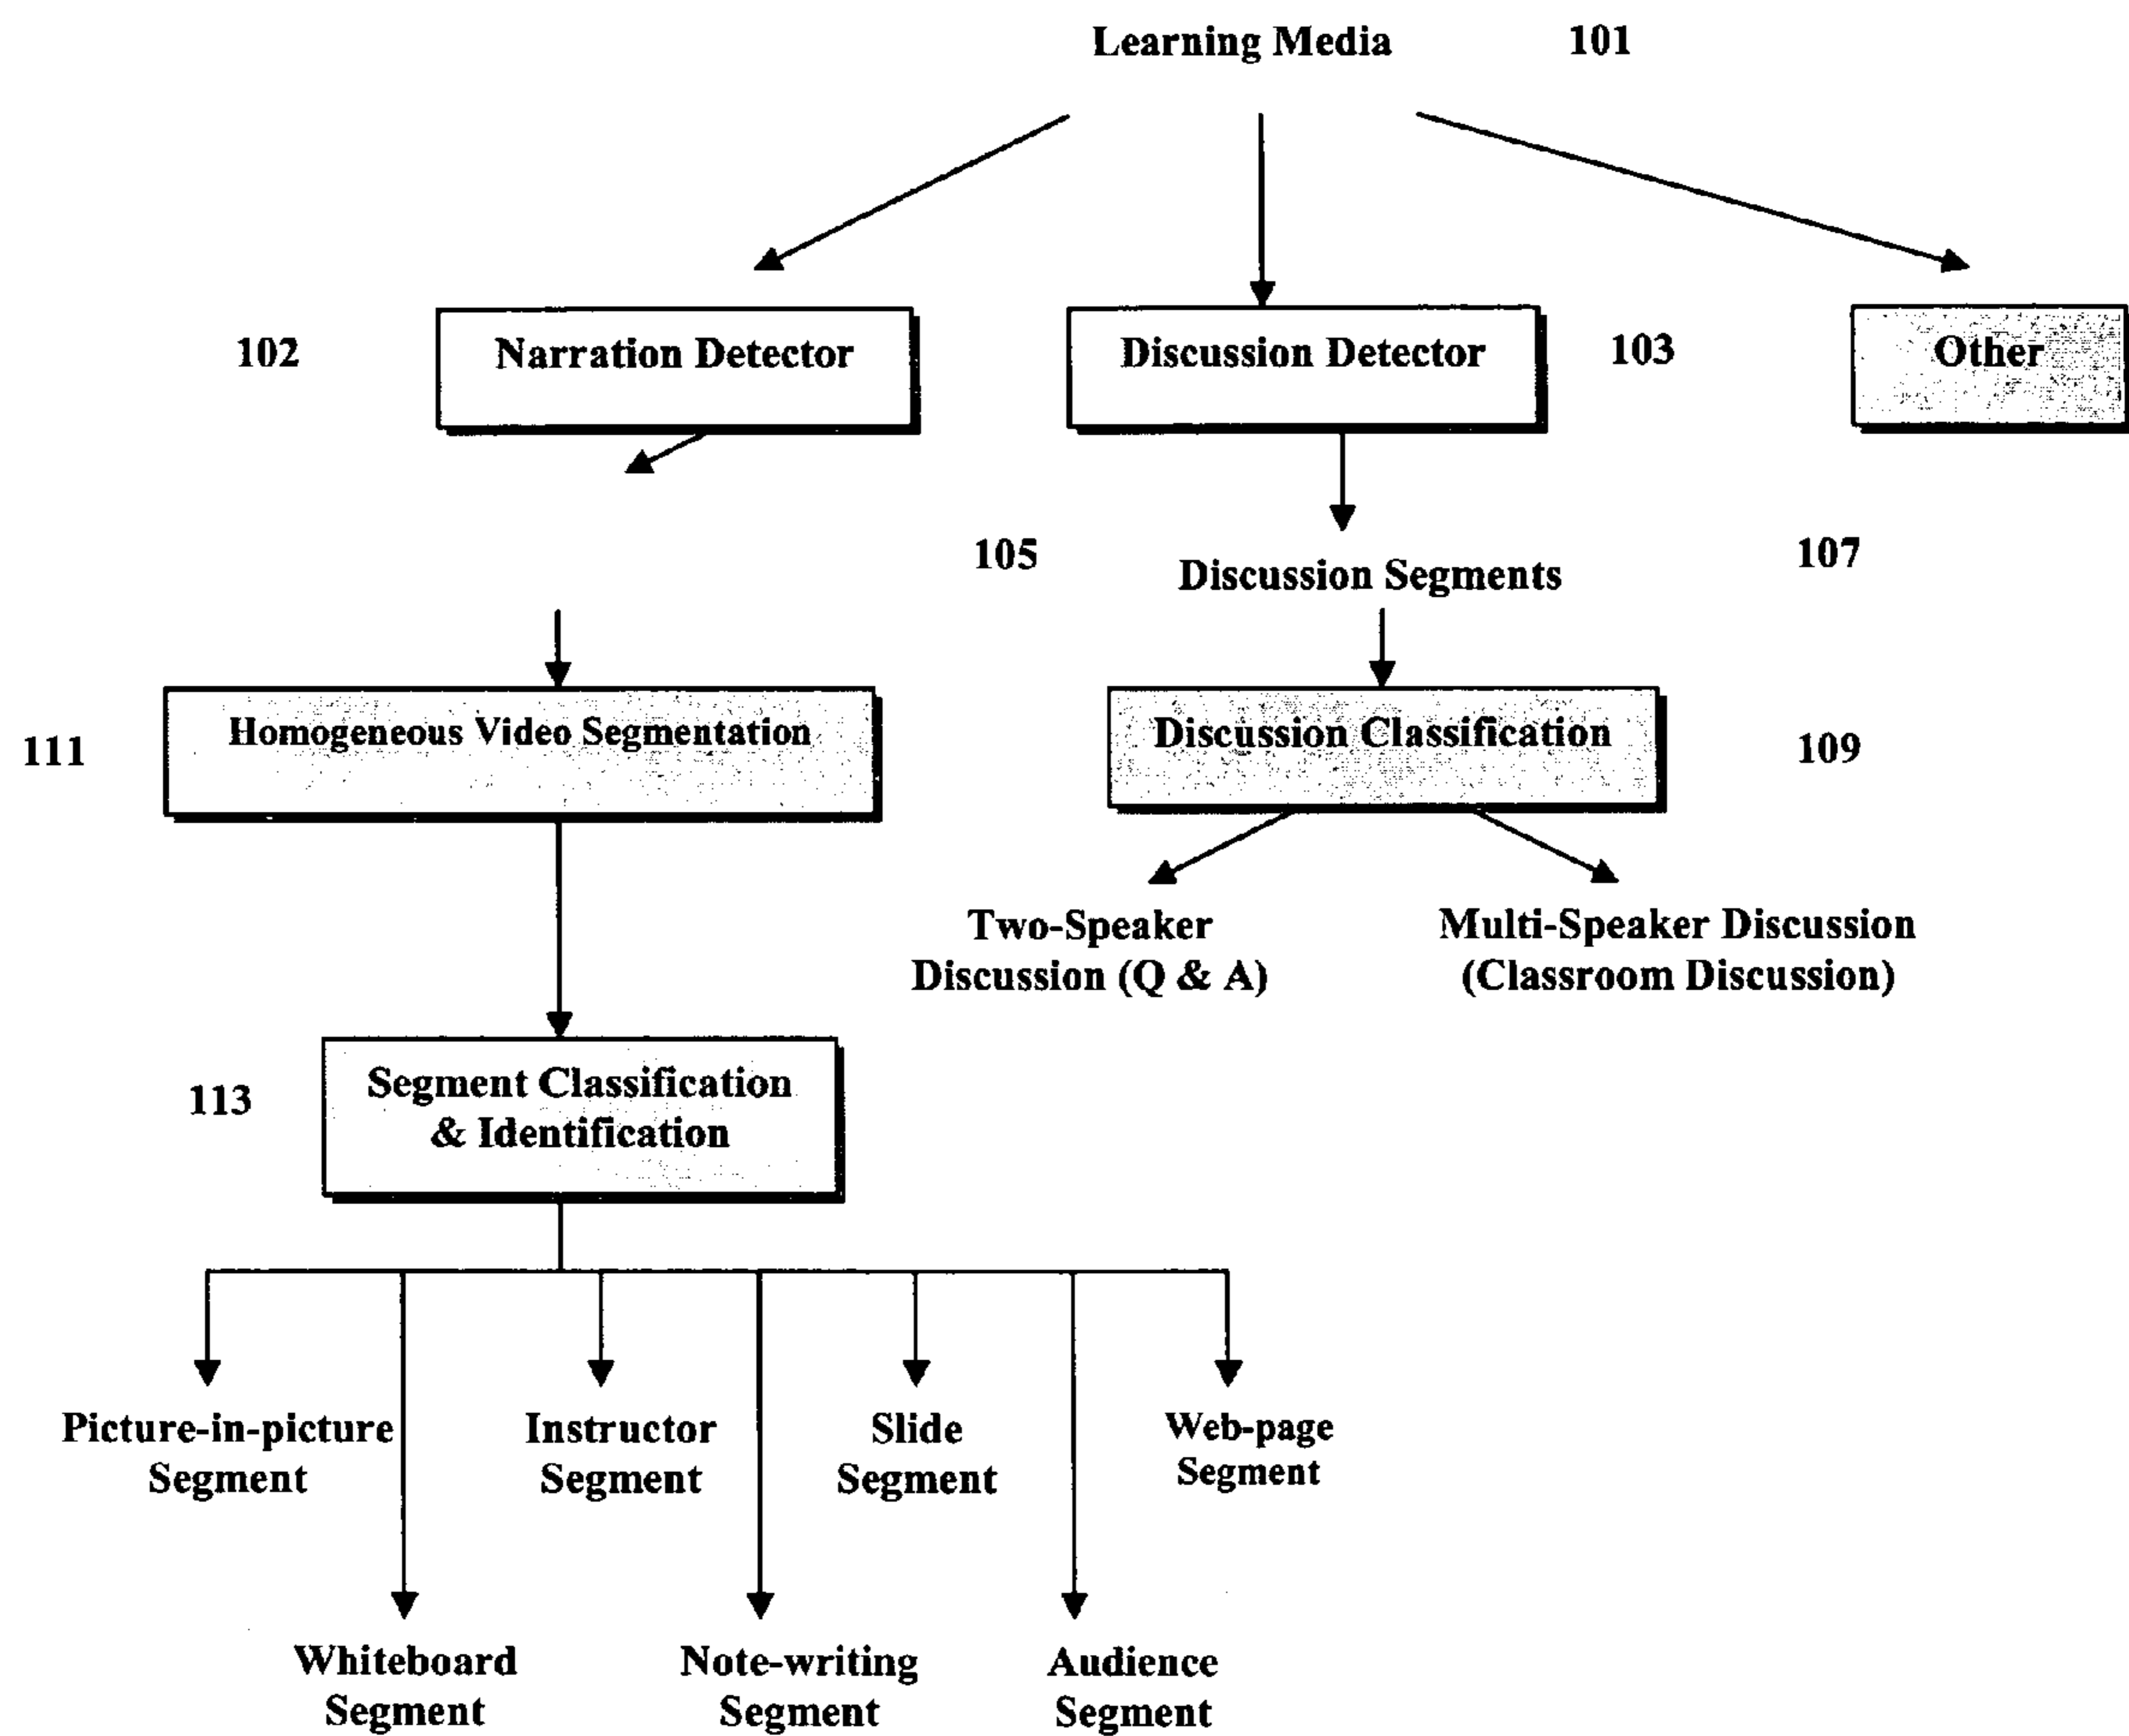 Learning Media 101
102 Narration Detector Discussion Detector 103 Other
105 107
Discussion Segments
111 Homogeneous Video Segmentation Discussion Classification 109
Two-Speaker
Discussion (Q & A)
Multi-Speaker Discussion
(Classroom Discussion)
113
Segment Classification
& Identification
Picture-in-picture
Segment
Instructor
Segment
Slide
Segment
Web-page
Segment
Whiteboard
Segment
Note-writing
Segment
Audience
Segment